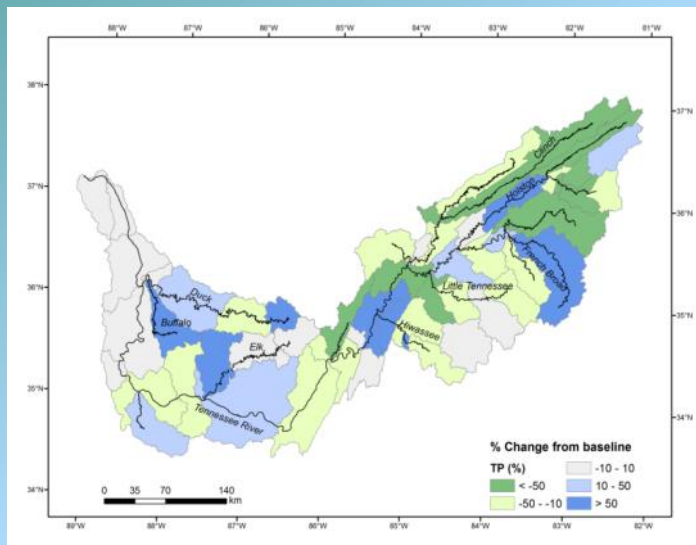 88°W 87°W 86°W 85°W 84°W 83°W 82°W 81°W
38°N
37°N
37°N
36°N
36°N
35°N
35°N
34°N
34°N
Clinch
Holston
French Broad
Little Tennessee
Hiwassee
Duck
Buffalo
Elk
Tennessee River
% Change from baseline
TP (%)
< -50
-50 - -10
-10 - 10
10 - 50
> 50
0 35 70 140
km
89°W 88°W 87°W 86°W 85°W 84°W 83°W 82°W